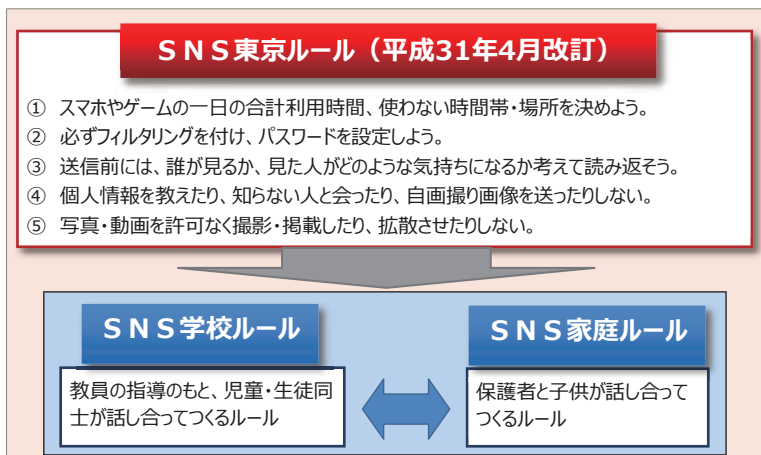 ＳＮＳ東京ルール（平成31年4月改訂）
① スマホやゲームの一日の合計利用時間、使わない時間帯・場所を決めよう。
② 必ずフィルタリングを付け、パスワードを設定しよう。
③ 送信前には、誰が見るか、見た人がどのような気持ちになるか考えて読み返そう。
④ 個人情報を教えたり、知らない人と会ったり、自画撮り画像を送ったりしない。
⑤ 写真・動画を許可なく撮影・掲載したり、拡散させたりしない。
ＳＮＳ学校ルール
教員の指導のもと、児童・生徒同
士が話し合ってつくるルール
ＳＮＳ家庭ルール
保護者と子供が話し合って
つくるルール